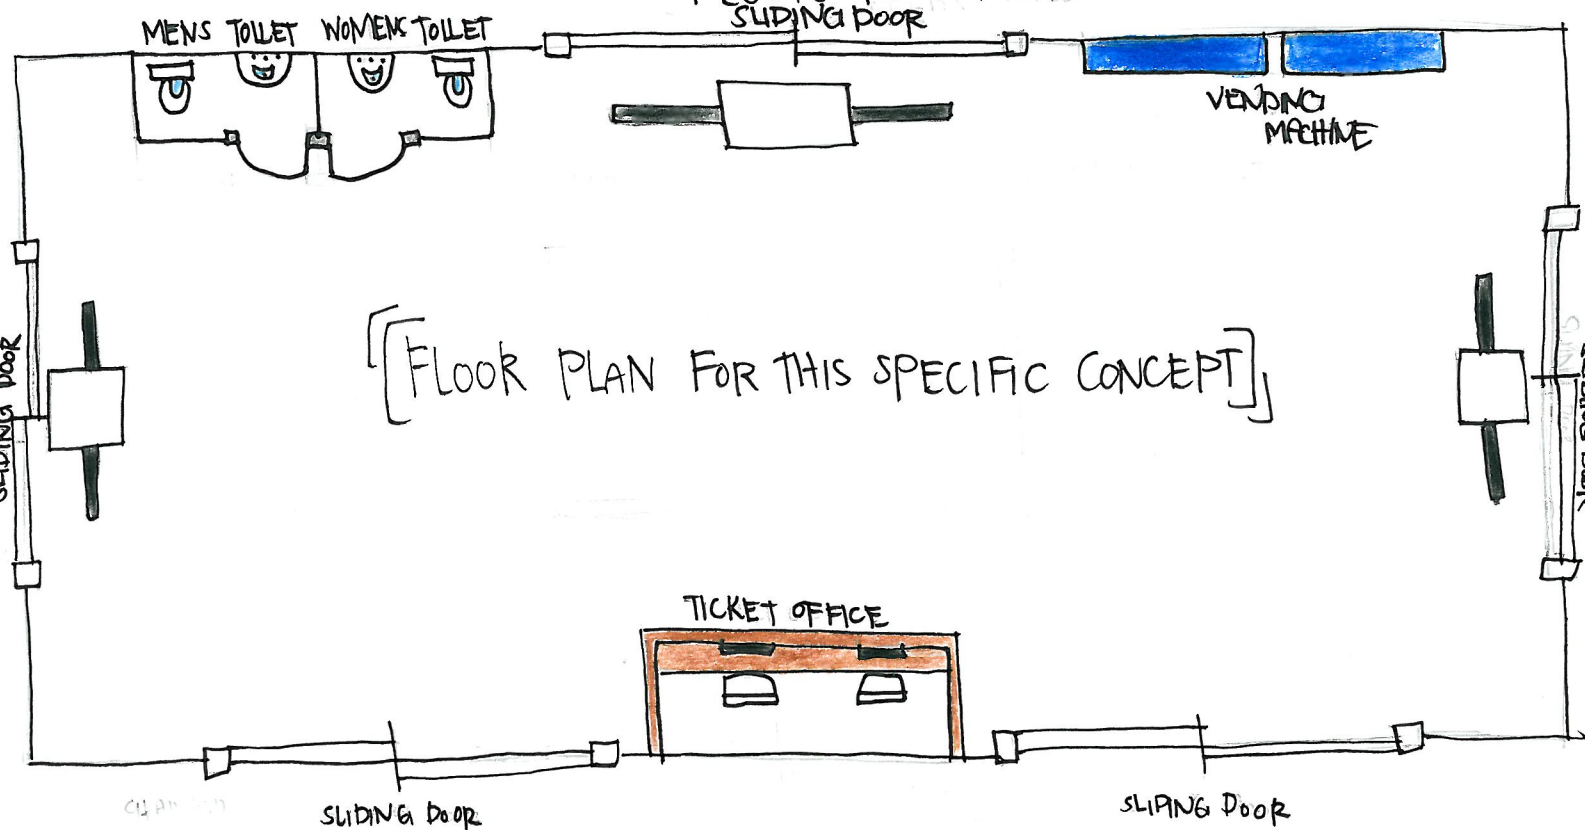 SLIDING DOOR
MENS TOILET WOMENS TOILET
VENDING
MACHINE
SLIDING DOOR
[FLOOR PLAN FOR THIS SPECIFIC CONCEPT]
TICKET OFFICE
SLIDING DOOR
SLIDING DOOR